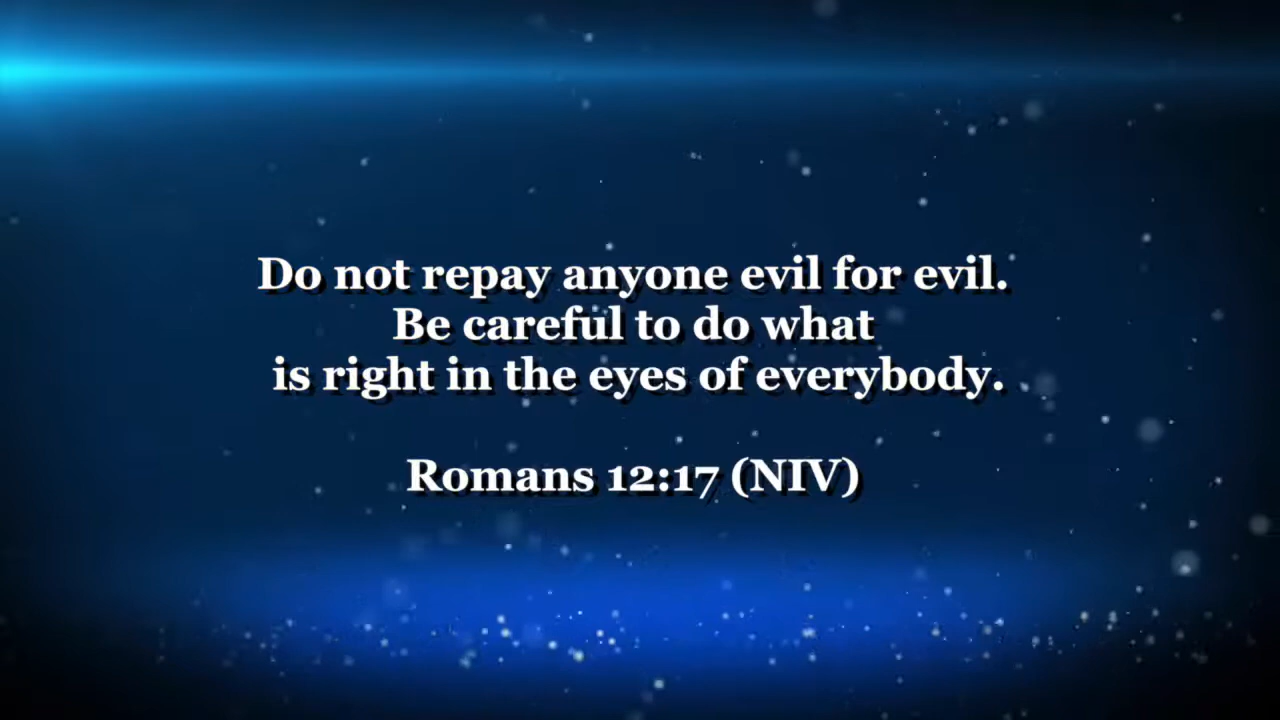 Do not repay anyone evil for evil.
Be careful to do what
is right in the eyes of everybody.
Romans 12:17 (NIV)